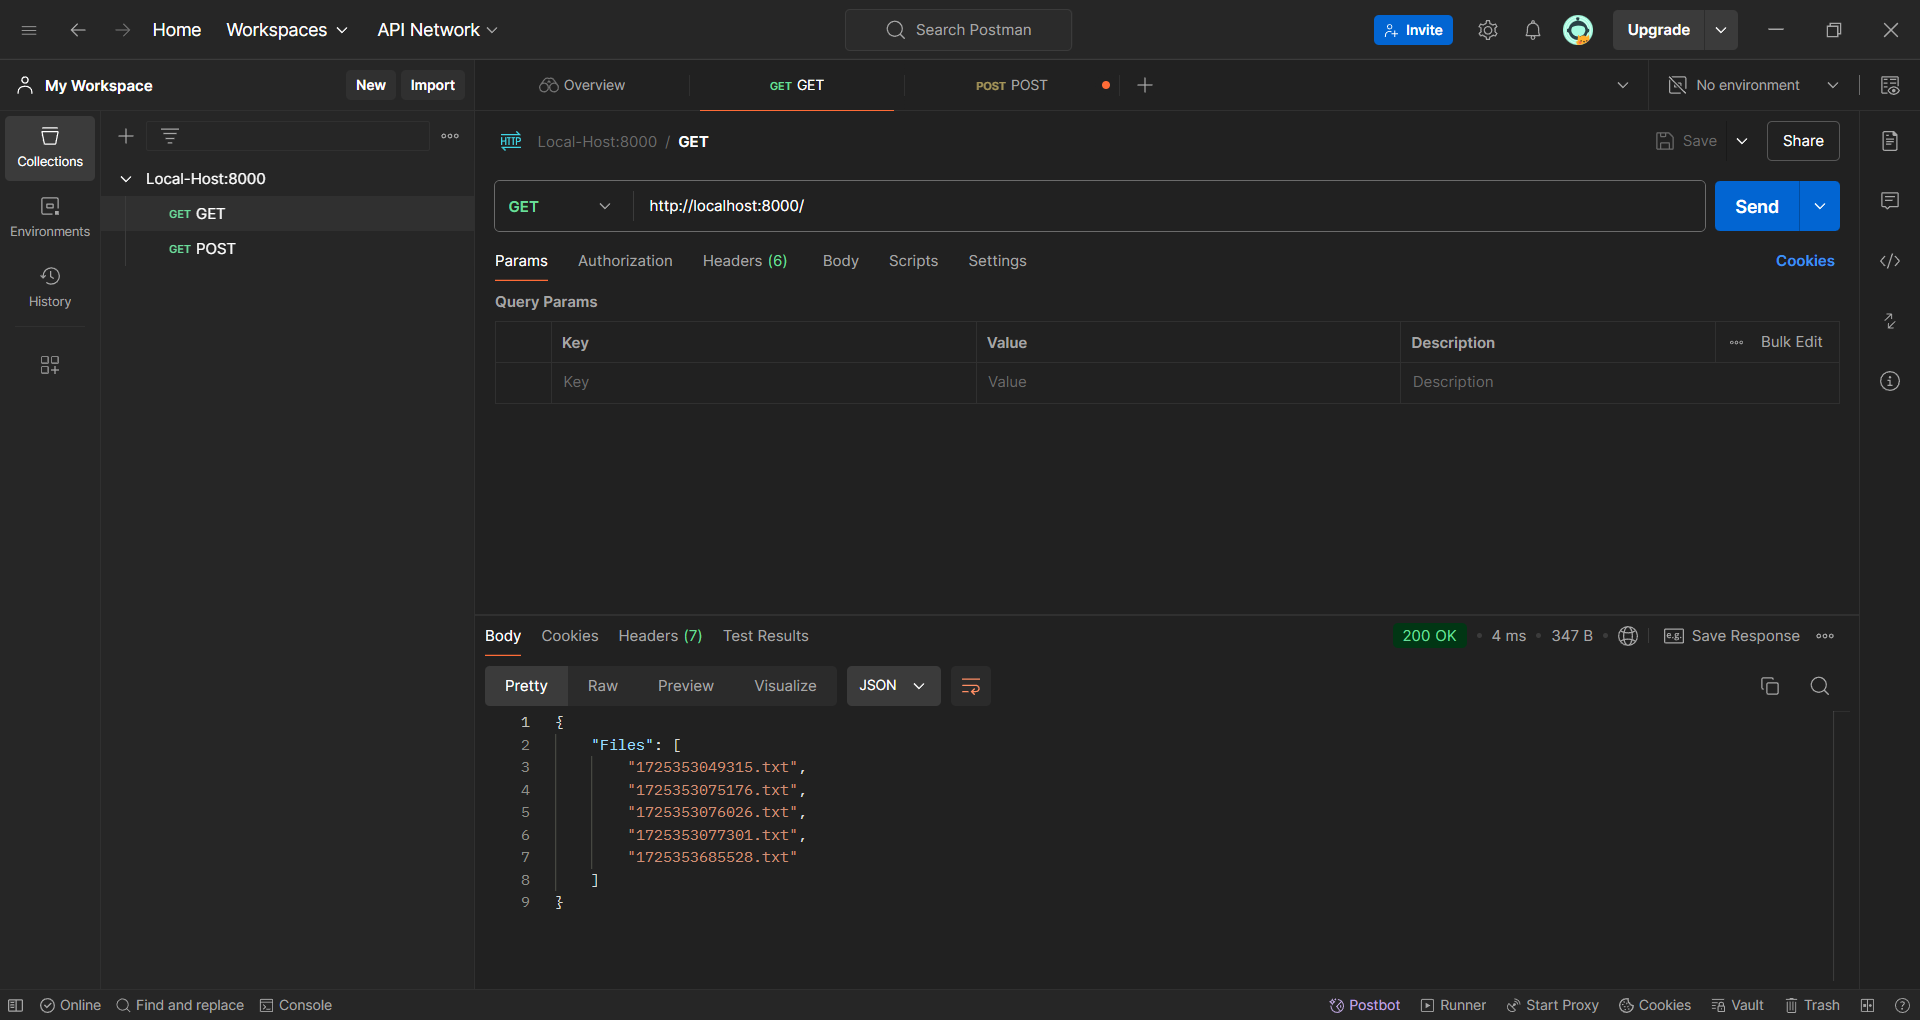 Home Workspaces API Network Search Postman Invite Upgrade
My Workspace New Import Overview GET GET POST POST No environment
Collections
Local-Host:8000 / GET Save Share
Local-Host:8000
GET GET
GET http://localhost:8000/ Send
Environments
GET POST
Params Authorization Headers (6) Body Scripts Settings Cookies
History
Query Params
Key Value Description Bulk Edit
Key Value Description
Body Cookies Headers (7) Test Results 200 OK 4 ms 347 B e.g. Save Response
Pretty Raw Preview Visualize JSON
1 {
2 "Files": [
3 "1725353049315.txt",
4 "1725353075176.txt",
5 "1725353076026.txt",
6 "1725353077301.txt",
7 "1725353685528.txt"
8 ]
9 }
Online Find and replace Console Postbot Runner Start Proxy Cookies Vault Trash